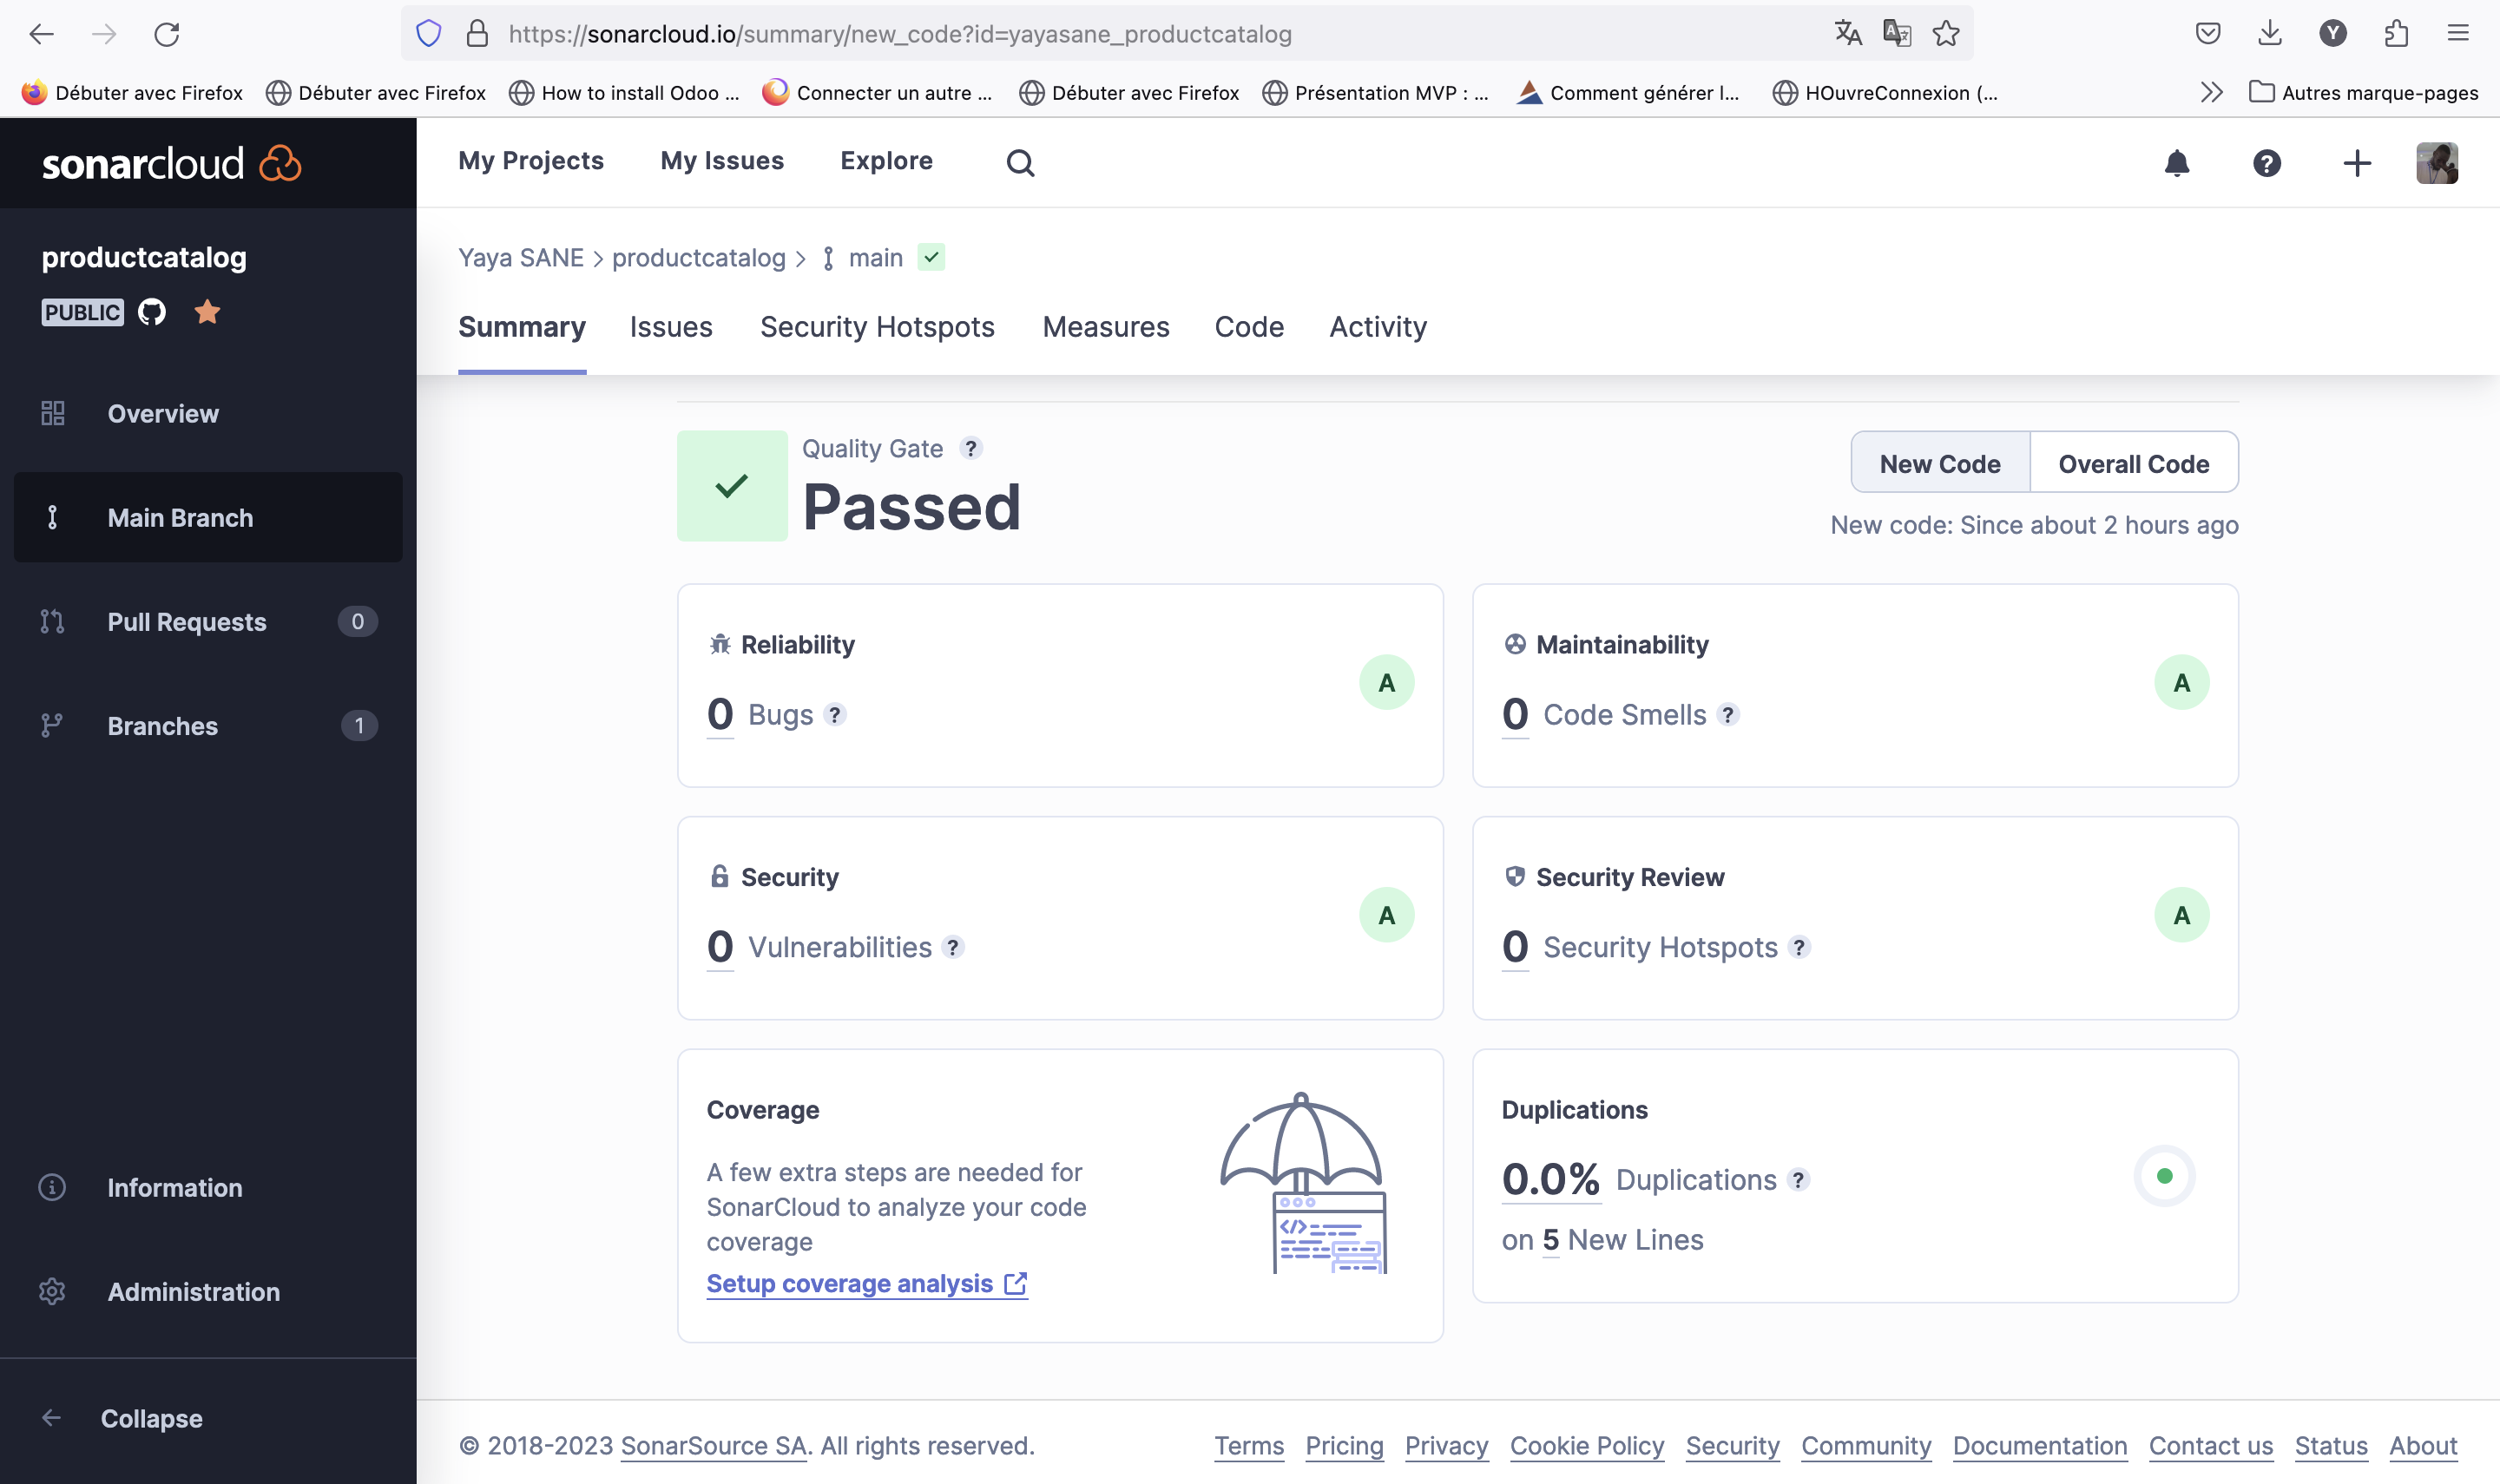 https://sonarcloud.io/summary/new_code?id=yayasane_productcatalog
Y
Débuter avec Firefox
Débuter avec Firefox
How to install Odoo ...
Connecter un autre ...
Débuter avec Firefox
Présentation MVP : ...
Comment générer l...
HOuvreConnexion (...
Autres marque-pages
sonarcloud
My Projects
My Issues
Explore
productcatalog
PUBLIC
Overview
Main Branch
Pull Requests 0
Branches 1
Information
Administration
Collapse
Yaya SANE > productcatalog > main
Summary
Issues
Security Hotspots
Measures
Code
Activity
Quality Gate ?
Passed
New Code
Overall Code
New code: Since about 2 hours ago
Reliability
0 Bugs ?
A
Maintainability
0 Code Smells ?
A
Security
0 Vulnerabilities ?
A
Security Review
0 Security Hotspots ?
A
Coverage
A few extra steps are needed for
SonarCloud to analyze your code
coverage
Setup coverage analysis
Duplications
0.0% Duplications ?
on 5 New Lines
© 2018-2023 SonarSource SA. All rights reserved.
Terms
Pricing
Privacy
Cookie Policy
Security
Community
Documentation
Contact us
Status
About